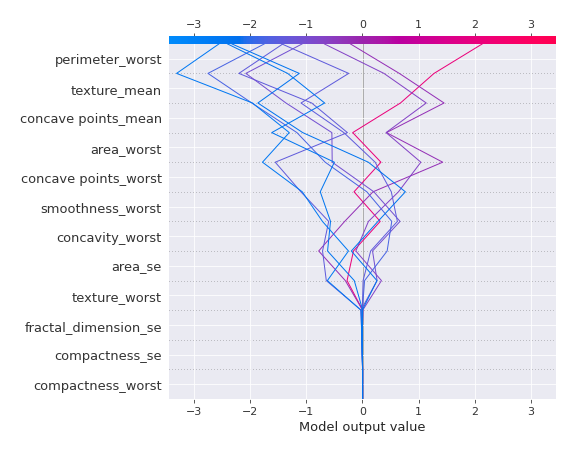 −3 −2 −1 0 1 2 3
perimeter_worst
texture_mean
concave points_mean
area_worst
concave points_worst
smoothness_worst
concavity_worst
area_se
texture_worst
fractal_dimension_se
compactness_se
compactness_worst
−3 −2 −1 0 1 2 3
Model output value